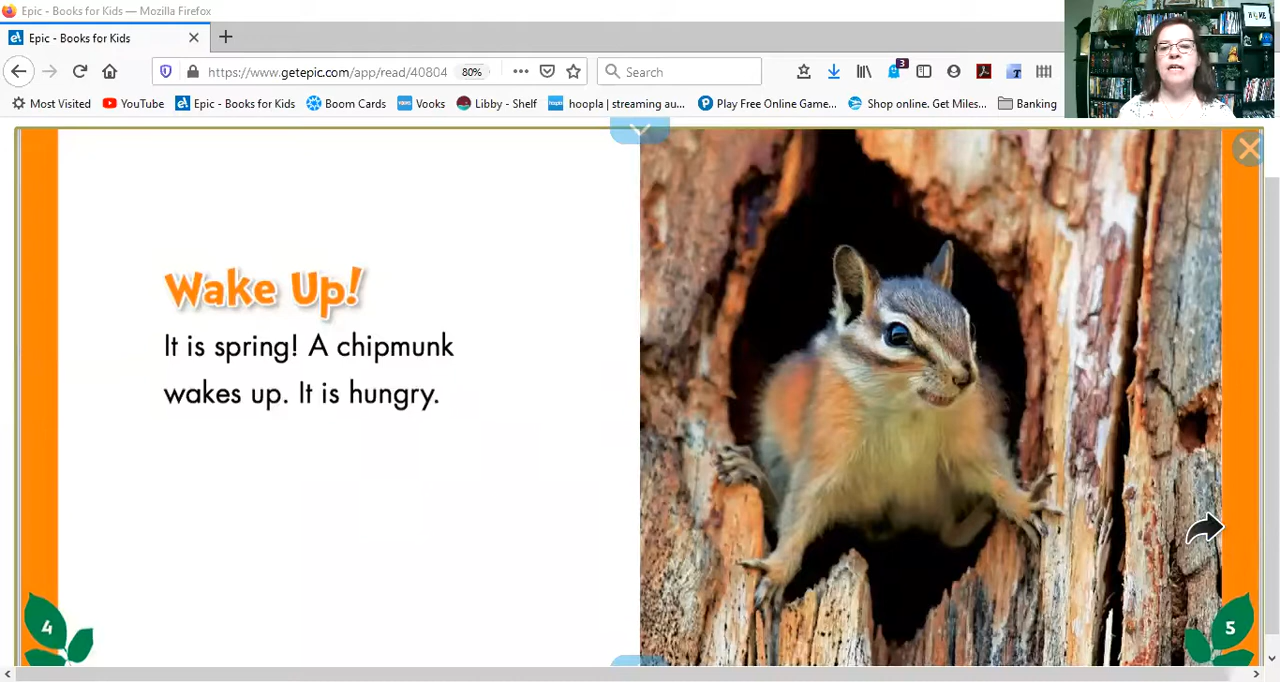 Epic - Books for Kids — Mozilla Firefox
Epic - Books for Kids
https://www.getepic.com/app/read/40804
Search
3
Most Visited
YouTube
Epic - Books for Kids
Boom Cards
Vooks
Libby - Shelf
hoopla | streaming au...
Play Free Online Game...
Shop online. Get Miles...
Banking
Wake Up!
It is spring! A chipmunk
wakes up. It is hungry.
4
5